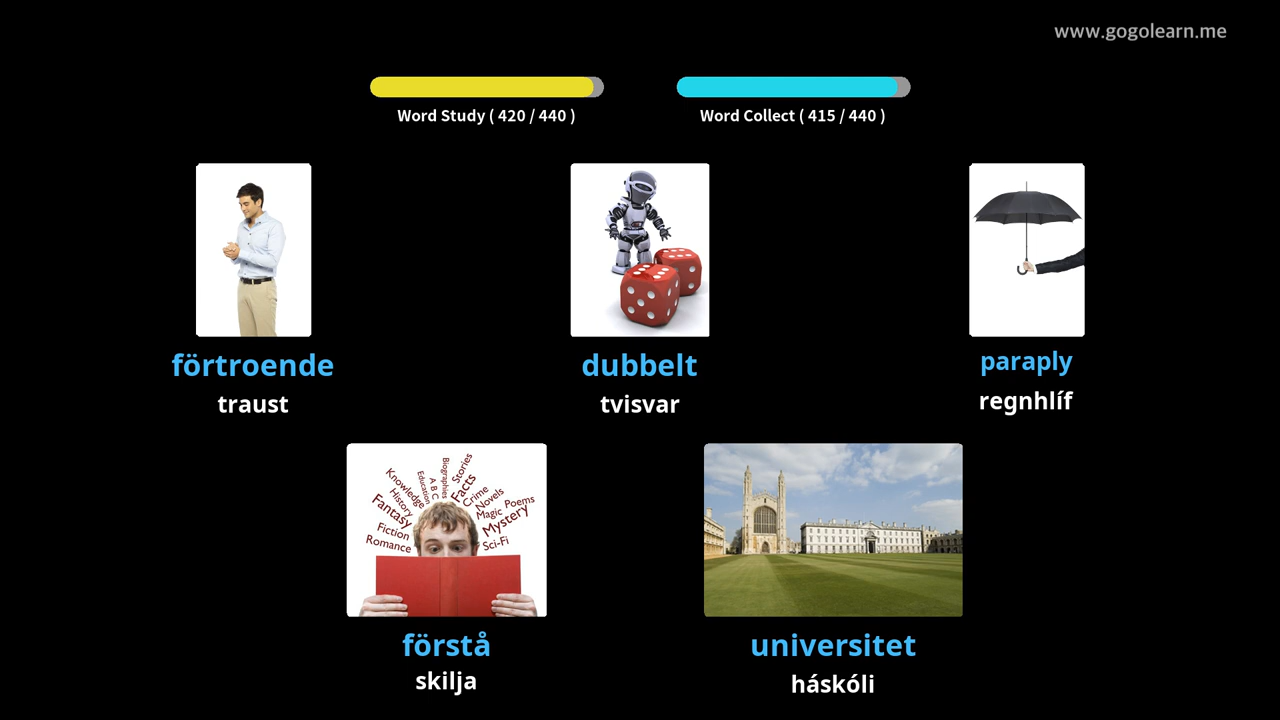 www.gogolearn.me
Word Study ( 420 / 440 )
Word Collect ( 415 / 440 )
förtroende
traust
dubbelt
tvisvar
paraply
regnhlíf
Knowledge
History
Fantasy
Fiction
Romance
Education
A B C
Biographies
Stories
Facts
Crime
Novels
Magic Poems
Mystery
Sci-Fi
förstå
skilja
universitet
háskóli